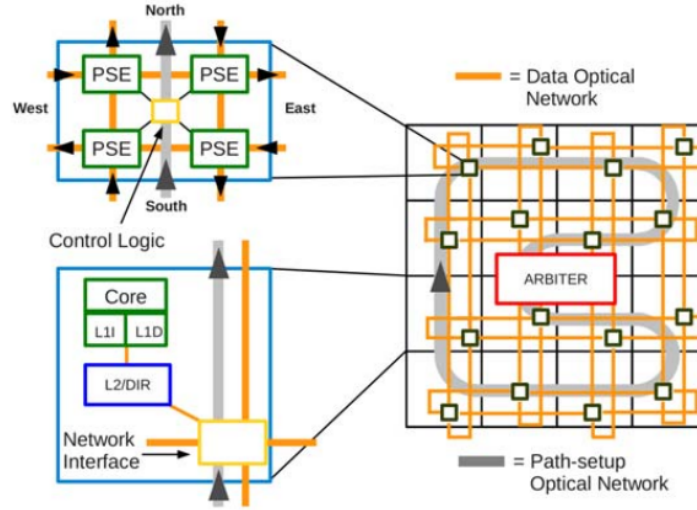 North
PSE
PSE
West
East
PSE
PSE
South
Control Logic
Core
L1I
L1D
L2/DIR
Network
Interface
= Data Optical
Network
ARBITER
= Path-setup
Optical Network